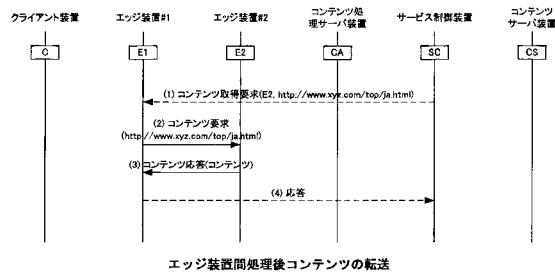 クライアント装置
エッジ装置#1
エッジ装置#2
コンテンツ処
理サーバ装置
サービス制御装置
コンテンツ
サーバ装置
C
E1
E2
CA
SC
CS
(1) コンテンツ取得要求(E2, http://www.xyz.com/top/ja.html)
(2) コンテンツ要求
(http://www.xyz.com/top/ja.html)
(3) コンテンツ応答(コンテンツ)
(4) 応答
エッジ装置間処理後コンテンツの転送